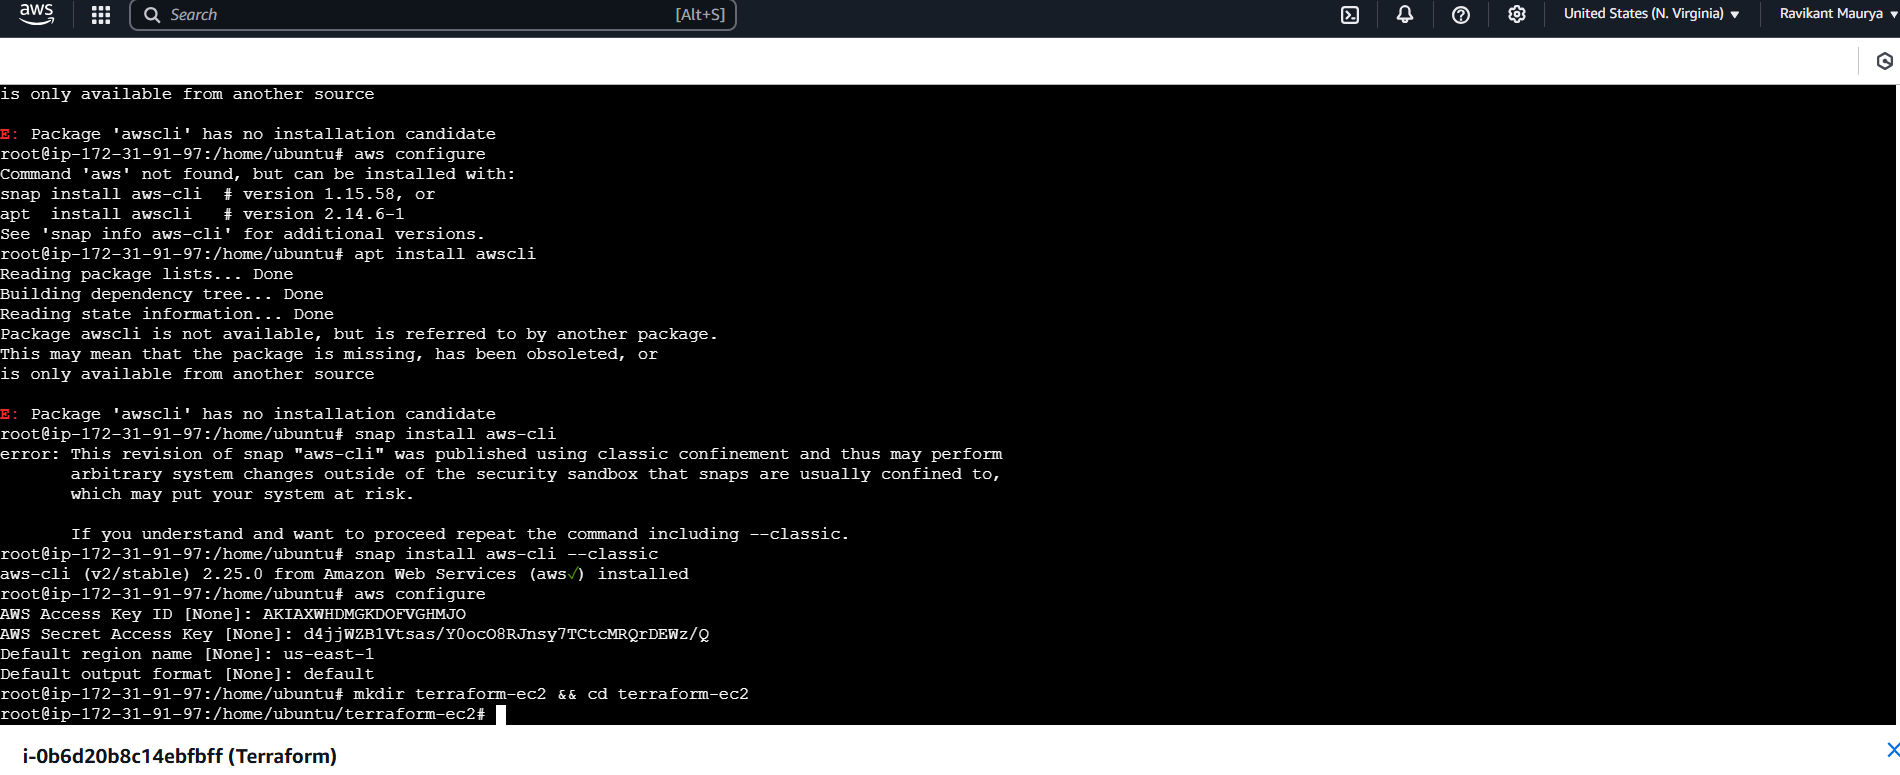 aws
Search
[Alt+S]
United States (N. Virginia)
Ravikant Maurya
is only available from another source
E: Package 'awscli' has no installation candidate
root@ip-172-31-91-97:/home/ubuntu# aws configure
Command 'aws' not found, but can be installed with:
snap install aws-cli  # version 1.15.58, or
apt  install awscli   # version 2.14.6-1
See 'snap info aws-cli' for additional versions.
root@ip-172-31-91-97:/home/ubuntu# apt install awscli
Reading package lists... Done
Building dependency tree... Done
Reading state information... Done
Package awscli is not available, but is referred to by another package.
This may mean that the package is missing, has been obsoleted, or
is only available from another source
E: Package 'awscli' has no installation candidate
root@ip-172-31-91-97:/home/ubuntu# snap install aws-cli
error: This revision of snap "aws-cli" was published using classic confinement and thus may perform
arbitrary system changes outside of the security sandbox that snaps are usually confined to,
which may put your system at risk.
If you understand and want to proceed repeat the command including --classic.
root@ip-172-31-91-97:/home/ubuntu# snap install aws-cli --classic
aws-cli (v2/stable) 2.25.0 from Amazon Web Services (aws✓) installed
root@ip-172-31-91-97:/home/ubuntu# aws configure
AWS Access Key ID [None]: AKIAXWHDMGKDOFVGHMJO
AWS Secret Access Key [None]: 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
Default region name [None]: us-east-1
Default output format [None]: default
root@ip-172-31-91-97:/home/ubuntu# mkdir terraform-ec2 && cd terraform-ec2
root@ip-172-31-91-97:/home/ubuntu/terraform-ec2#
i-0b6d20b8c14ebfbff (Terraform)